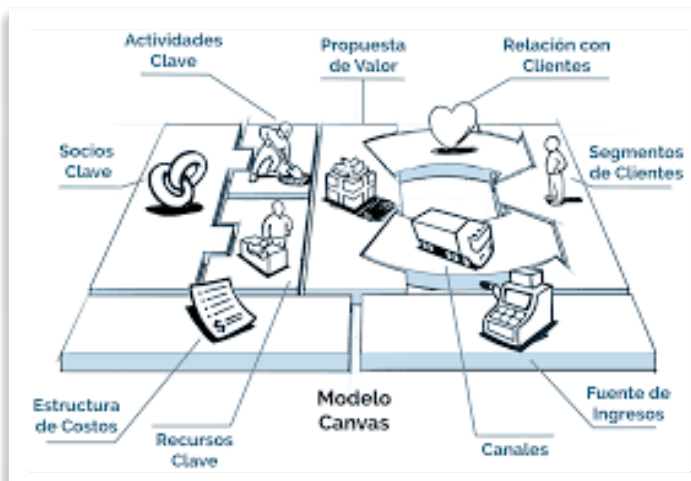 Actividades
Clave
Propuesta
de Valor
Relación con
Clientes
Socios
Clave
Segmentos
de Clientes
Estructura
de Costos
Recursos
Clave
Modelo
Canvas
Canales
Fuente de
Ingresos